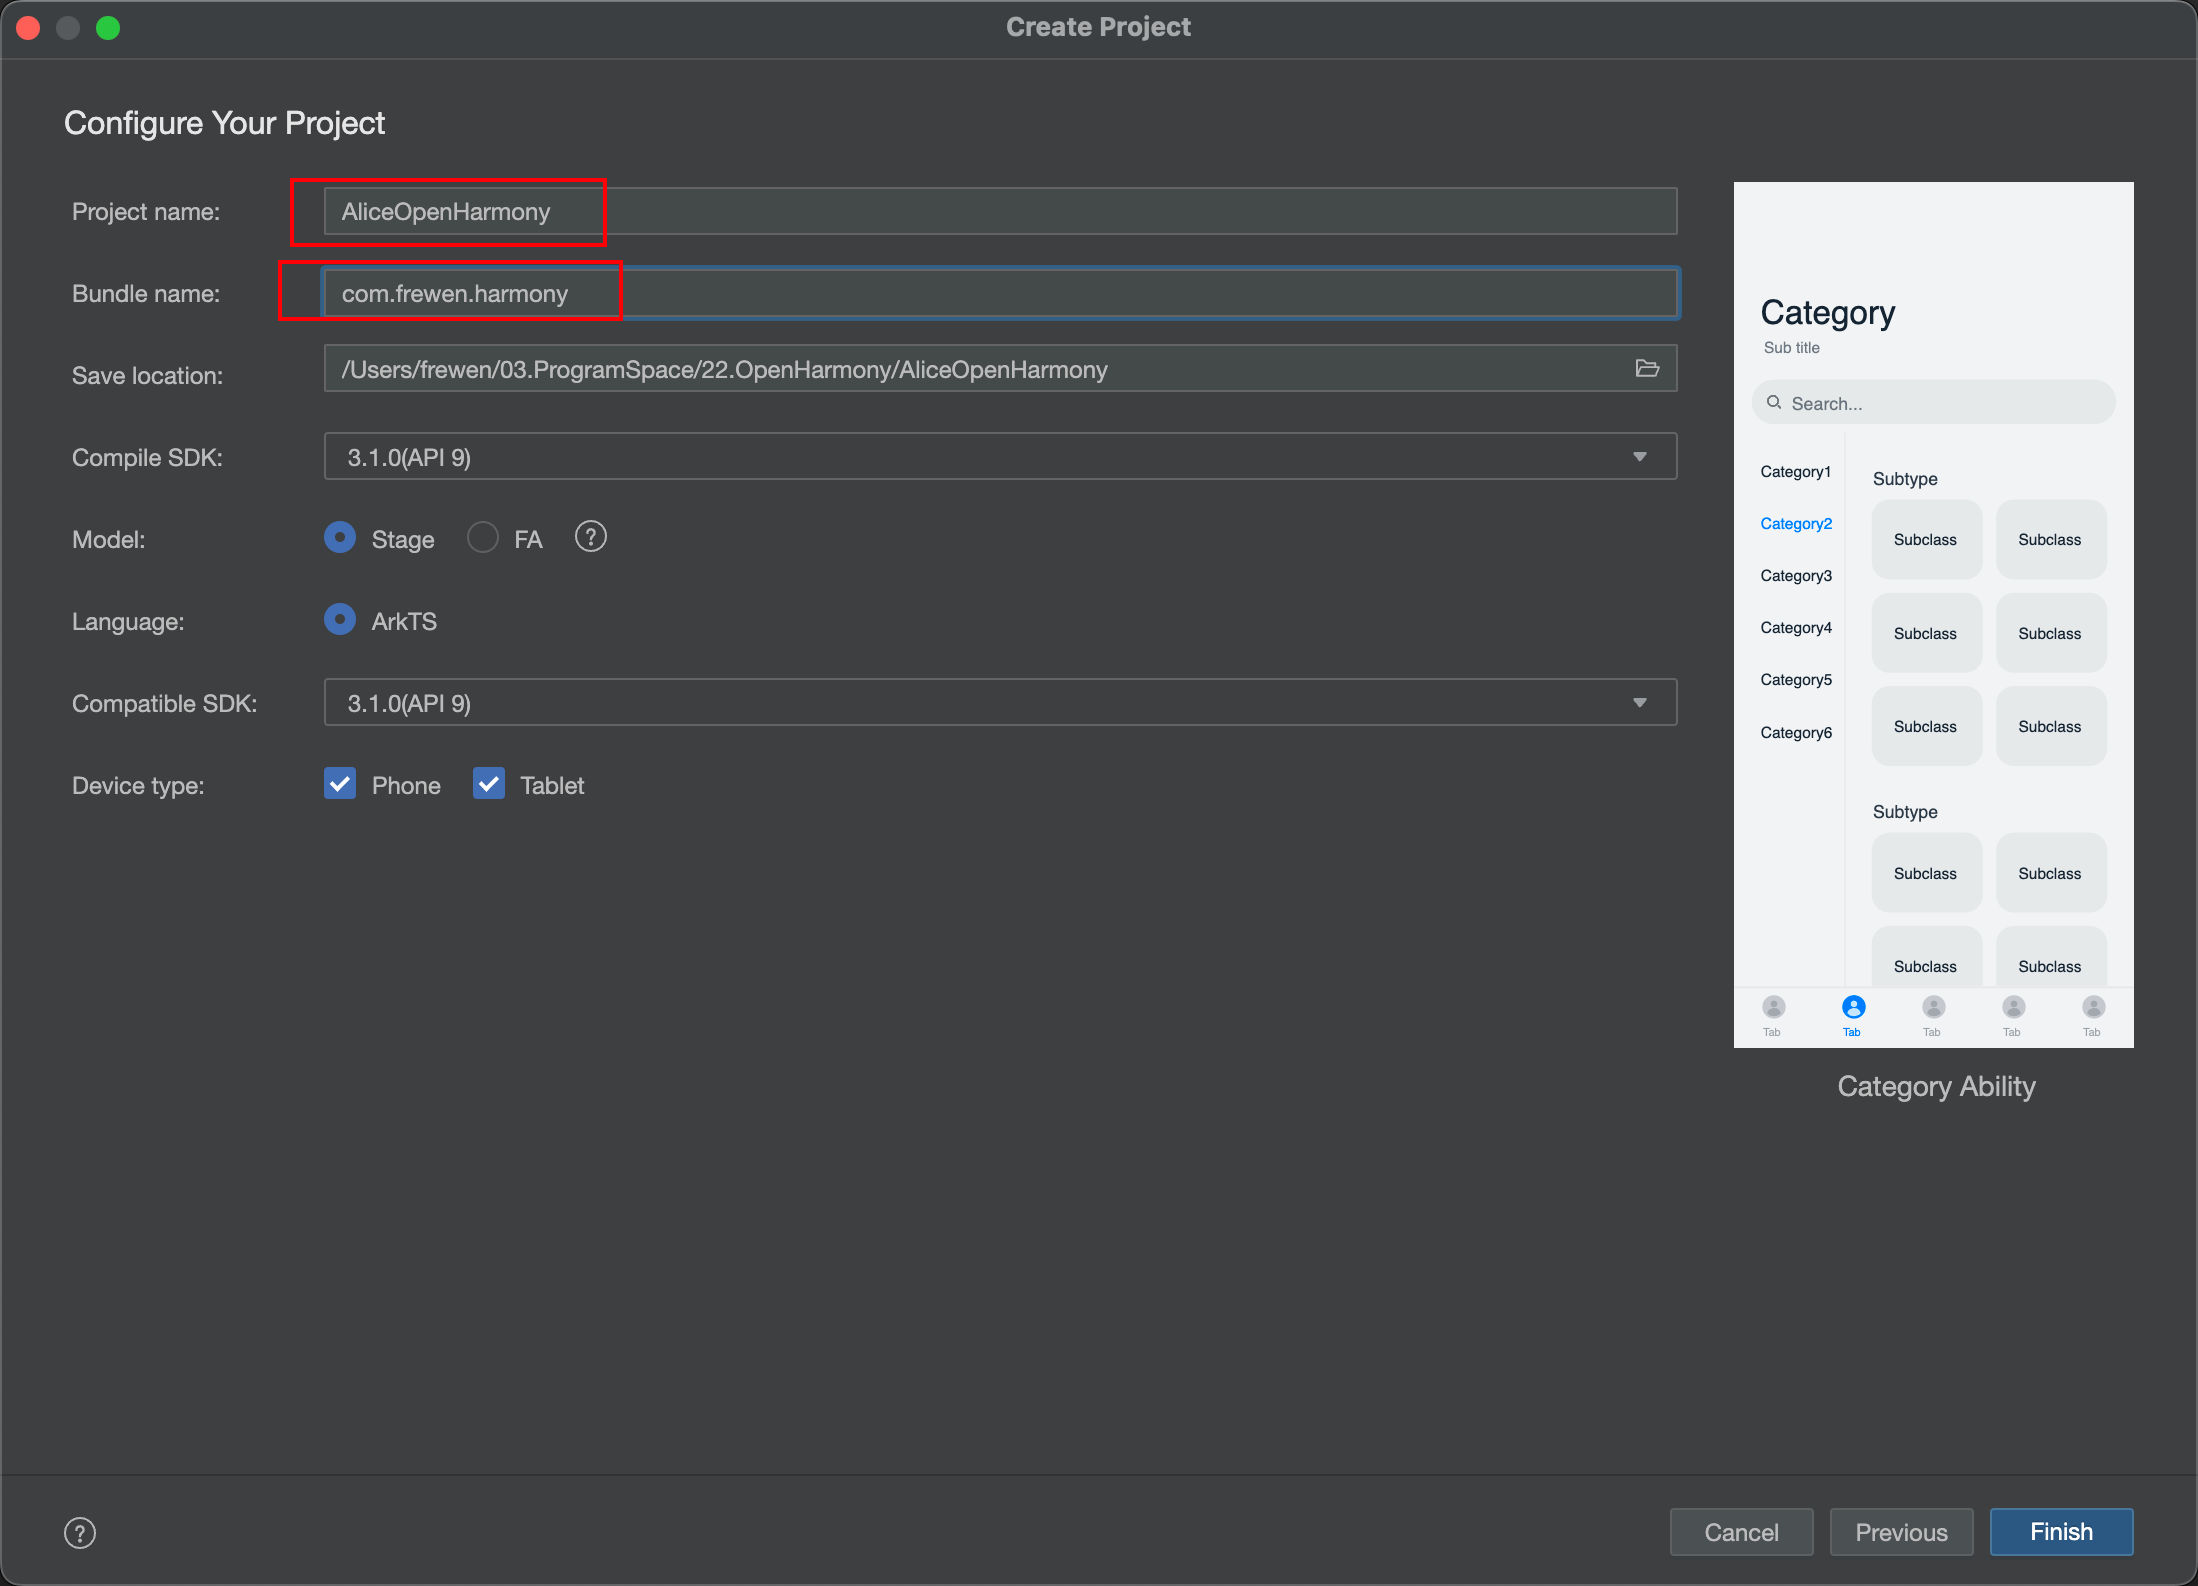 Create Project
Configure Your Project
Project name: AliceOpenHarmony
Bundle name: com.frewen.harmony
Save location: /Users/frewen/03.ProgramSpace/22.OpenHarmony/AliceOpenHarmony
Compile SDK: 3.1.0(API 9)
Model: Stage FA ?
Language: ArkTS
Compatible SDK: 3.1.0(API 9)
Device type: Phone Tablet
Category
Sub title
Search...
Category1
Category2
Category3
Category4
Category5
Category6
Subtype
Subclass Subclass
Subclass Subclass
Subclass Subclass
Subtype
Subclass Subclass
Subclass Subclass
Tab Tab Tab Tab Tab
Category Ability
? Cancel Previous Finish